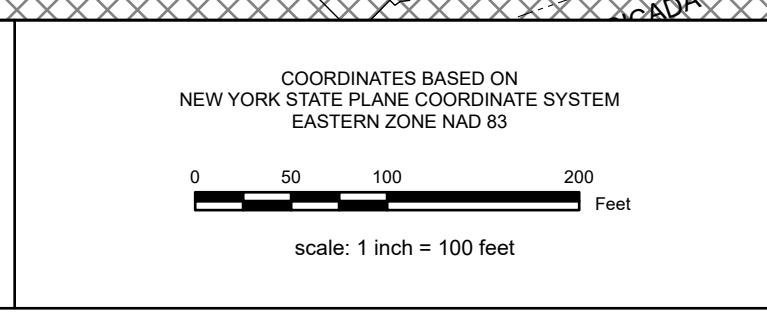 COORDINATES BASED ON
NEW YORK STATE PLANE COORDINATE SYSTEM
EASTERN ZONE NAD 83
0 50 100 200
Feet
scale: 1 inch = 100 feet